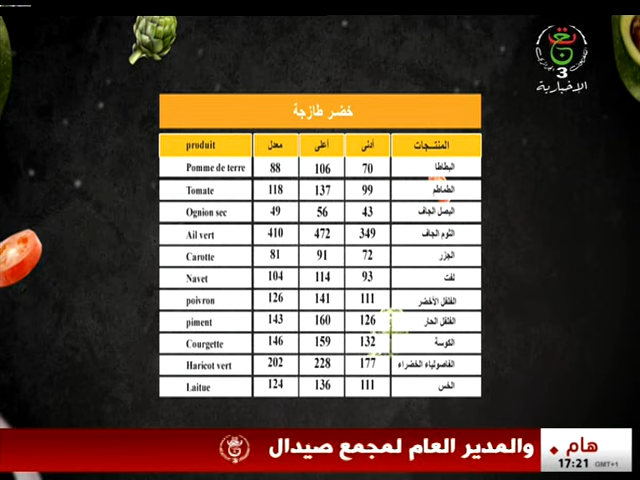 3
الإخبارية
خضر طازجة
produit معدل أعلى أدنى المنتـجـات
Pomme de terre 88 106 70 البطاطا
Tomate 118 137 99 الطماطم
Ognion sec 49 56 43 البصل الجاف
Ail vert 410 472 349 الثوم الجاف
Carotte 81 91 72 الجزر
Navet 104 114 93 لفت
poivron 126 141 111 الفلفل الأخضر
piment 143 160 126 الفلفل الحار
Courgette 146 159 132 الكوسة
Haricot vert 202 228 177 الفاصولياء الخضراء
Laitue 124 136 111 الخس
هام
والمدير العام لمجمع صيدال
17:21 GMT+1